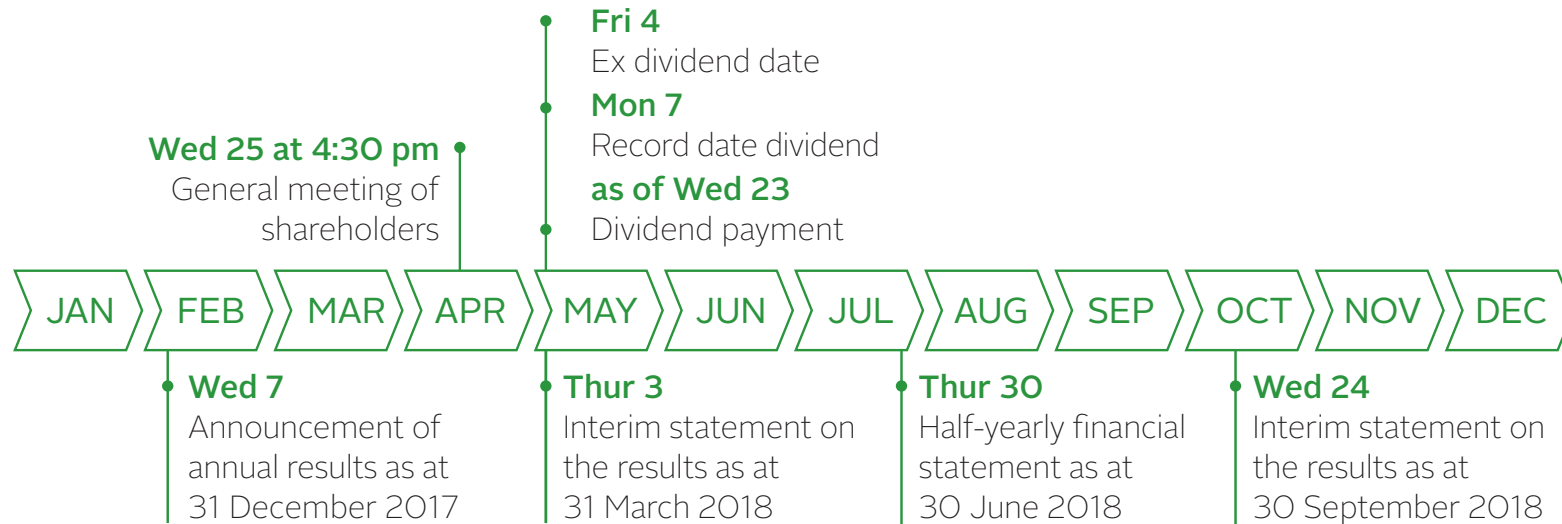 Fri 4
Ex dividend date
Mon 7
Record date dividend
as of Wed 23
Dividend payment
Wed 25 at 4:30 pm
General meeting of
shareholders
JAN FEB MAR APR MAY JUN JUL AUG SEP OCT NOV DEC
Wed 7
Announcement of
annual results as at
31 December 2017
Thur 3
Interim statement on
the results as at
31 March 2018
Thur 30
Half-yearly financial
statement as at
30 June 2018
Wed 24
Interim statement on
the results as at
30 September 2018